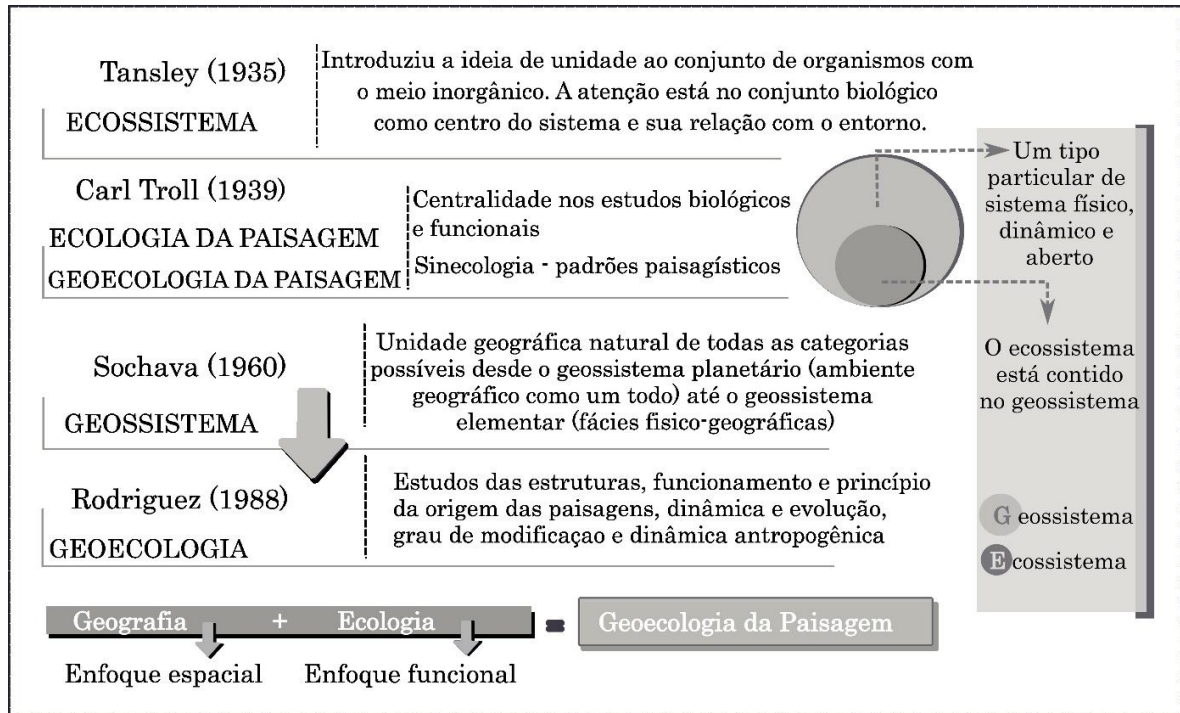 Tansley (1935)
ECOSSISTEMA
Introduziu a ideia de unidade ao conjunto de organismos com
o meio inorgânico. A atenção está no conjunto biológico
como centro do sistema e sua relação com o entorno.
Carl Troll (1939)
ECOLOGIA DA PAISAGEM
GEOECOLOGIA DA PAISAGEM
Centralidade nos estudos biológicos
e funcionais
Sinecologia - padrões paisagísticos
Sochava (1960)
GEOSSISTEMA
Unidade geográfica natural de todas as categorias
possíveis desde o geossistema planetário (ambiente
geográfico como um todo) até o geossistema
elementar (fácies fisico-geográficas)
Rodriguez (1988)
GEOECOLOGIA
Estudos das estruturas, funcionamento e princípio
da origem das paisagens, dinâmica e evolução,
grau de modificaçao e dinâmica antropogênica
Um tipo
particular de
sistema físico,
dinâmico e
aberto
O ecossistema
está contido
no geossistema
Geossistema
Ecossistema
Geografia + Ecologia = Geoecologia da Paisagem
Enfoque espacial Enfoque funcional